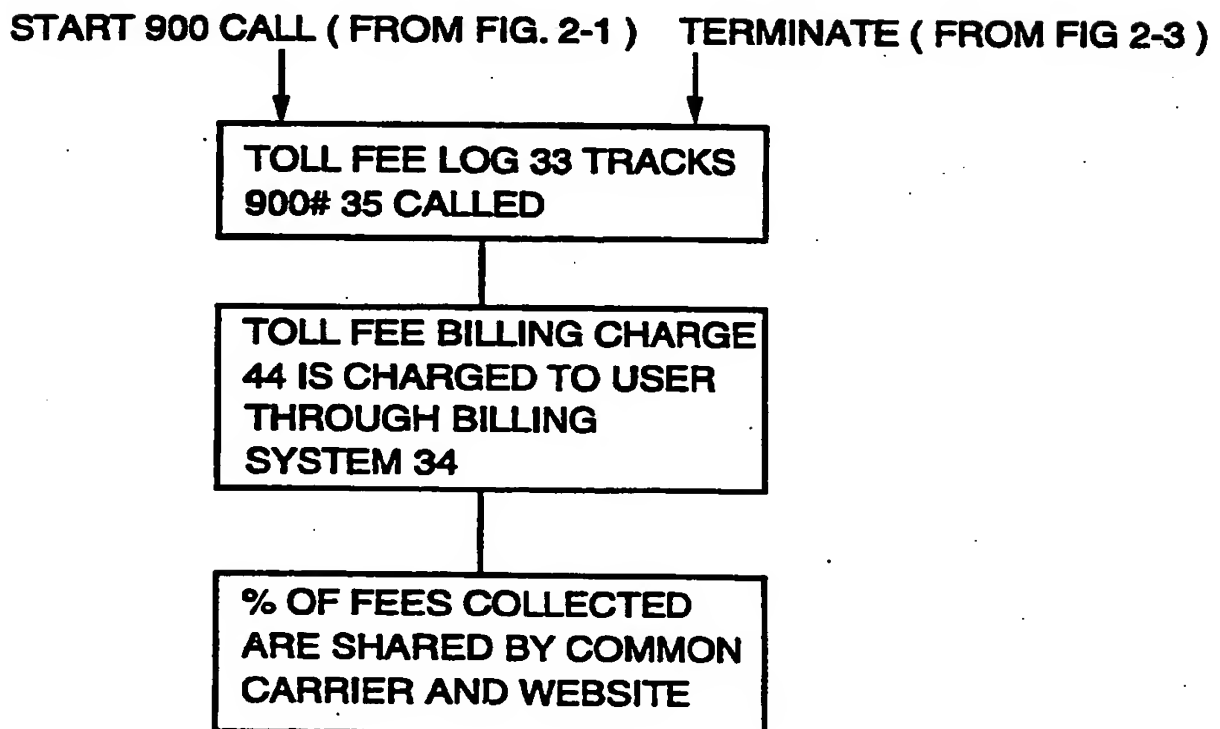 START 900 CALL ( FROM FIG. 2-1 ) TERMINATE ( FROM FIG 2-3 )
TOLL FEE LOG 33 TRACKS
900# 35 CALLED
TOLL FEE BILLING CHARGE
44 IS CHARGED TO USER
THROUGH BILLING
SYSTEM 34
% OF FEES COLLECTED
ARE SHARED BY COMMON
CARRIER AND WEBSITE